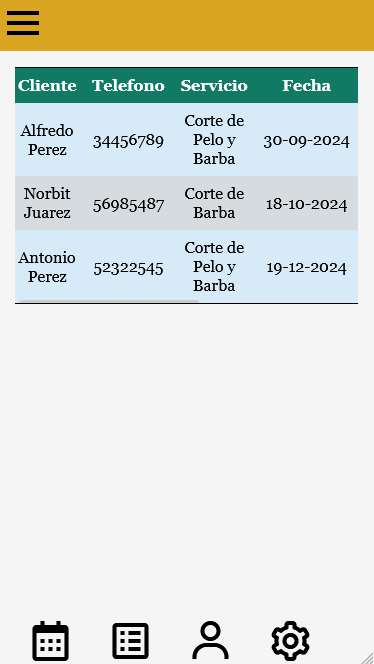 Cliente Telefono Servicio Fecha
Alfredo Perez 34456789 Corte de Pelo y Barba 30-09-2024
Norbit Juarez 56985487 Corte de Barba 18-10-2024
Antonio Perez 52322545 Corte de Pelo y Barba 19-12-2024